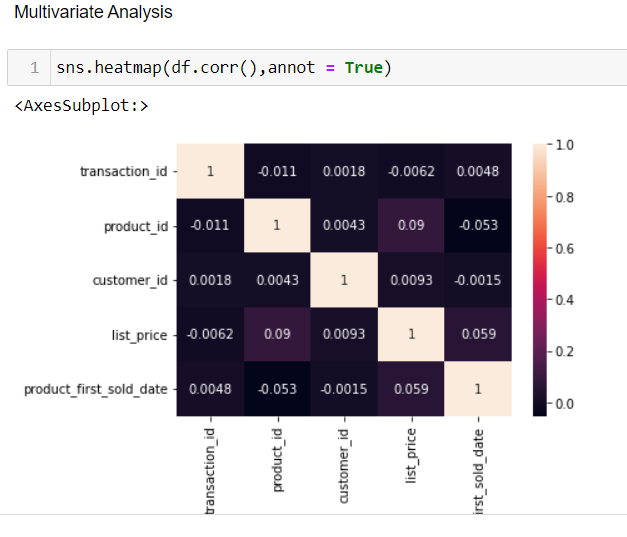 Multivariate Analysis
1 sns.heatmap(df.corr(),annot = True)
<AxesSubplot:>
transaction_id 1 -0.011 0.0018 -0.0062 0.0048
product_id -0.011 1 0.0043 0.09 -0.053
customer_id 0.0018 0.0043 1 0.0093 -0.0015
list_price -0.0062 0.09 0.0093 1 0.059
product_first_sold_date 0.0048 -0.053 -0.0015 0.059 1
transaction_id
product_id
customer_id
list_price
irst_sold_date
1.0
0.8
0.6
0.4
0.2
0.0